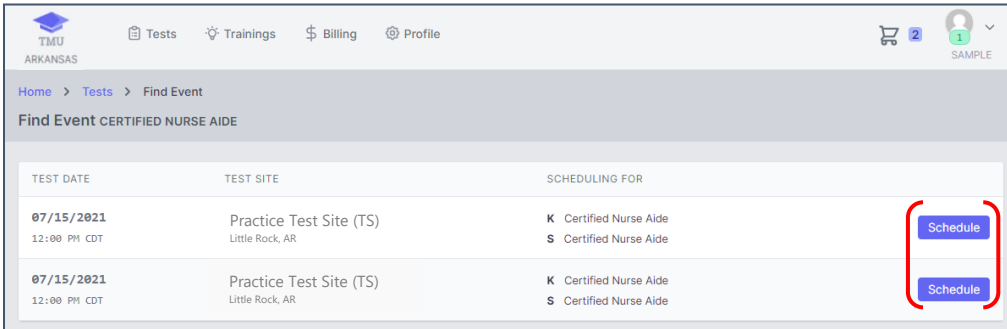 TMU
ARKANSAS
Tests Trainings $ Billing Profile
2
1
SAMPLE
Home > Tests > Find Event
Find Event CERTIFIED NURSE AIDE
TEST DATE TEST SITE SCHEDULING FOR
07/15/2021 Practice Test Site (TS) K Certified Nurse Aide
12:00 PM CDT Little Rock, AR S Certified Nurse Aide
Schedule
07/15/2021 Practice Test Site (TS) K Certified Nurse Aide
12:00 PM CDT Little Rock, AR S Certified Nurse Aide
Schedule